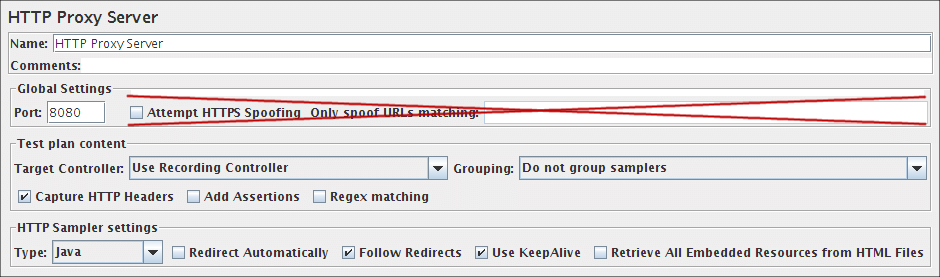 HTTP Proxy Server
Name: HTTP Proxy Server
Comments:
Global Settings
Port: 8080 Attempt HTTPS Spoofing Only spoof URLs matching:
Test plan content
Target Controller: Use Recording Controller Grouping: Do not group samplers
Capture HTTP Headers Add Assertions Regex matching
HTTP Sampler settings
Type: Java Redirect Automatically Follow Redirects Use KeepAlive Retrieve All Embedded Resources from HTML Files